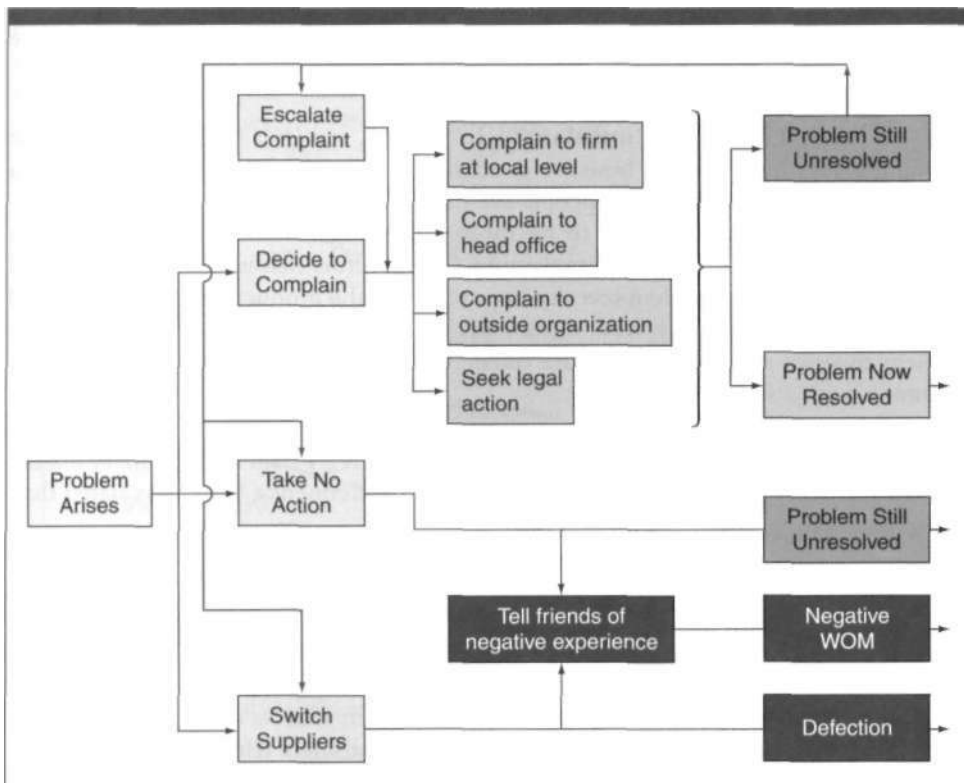 Escalate
Complaint
Complain to firm
at local level
Problem Still
Unresolved
Complain to
head office
Decide to
Complain
Complain to
outside organization
Seek legal
action
Problem Now
Resolved
Problem
Arises
Take No
Action
Problem Still
Unresolved
Tell friends of
negative experience
Negative
WOM
Switch
Suppliers
Defection